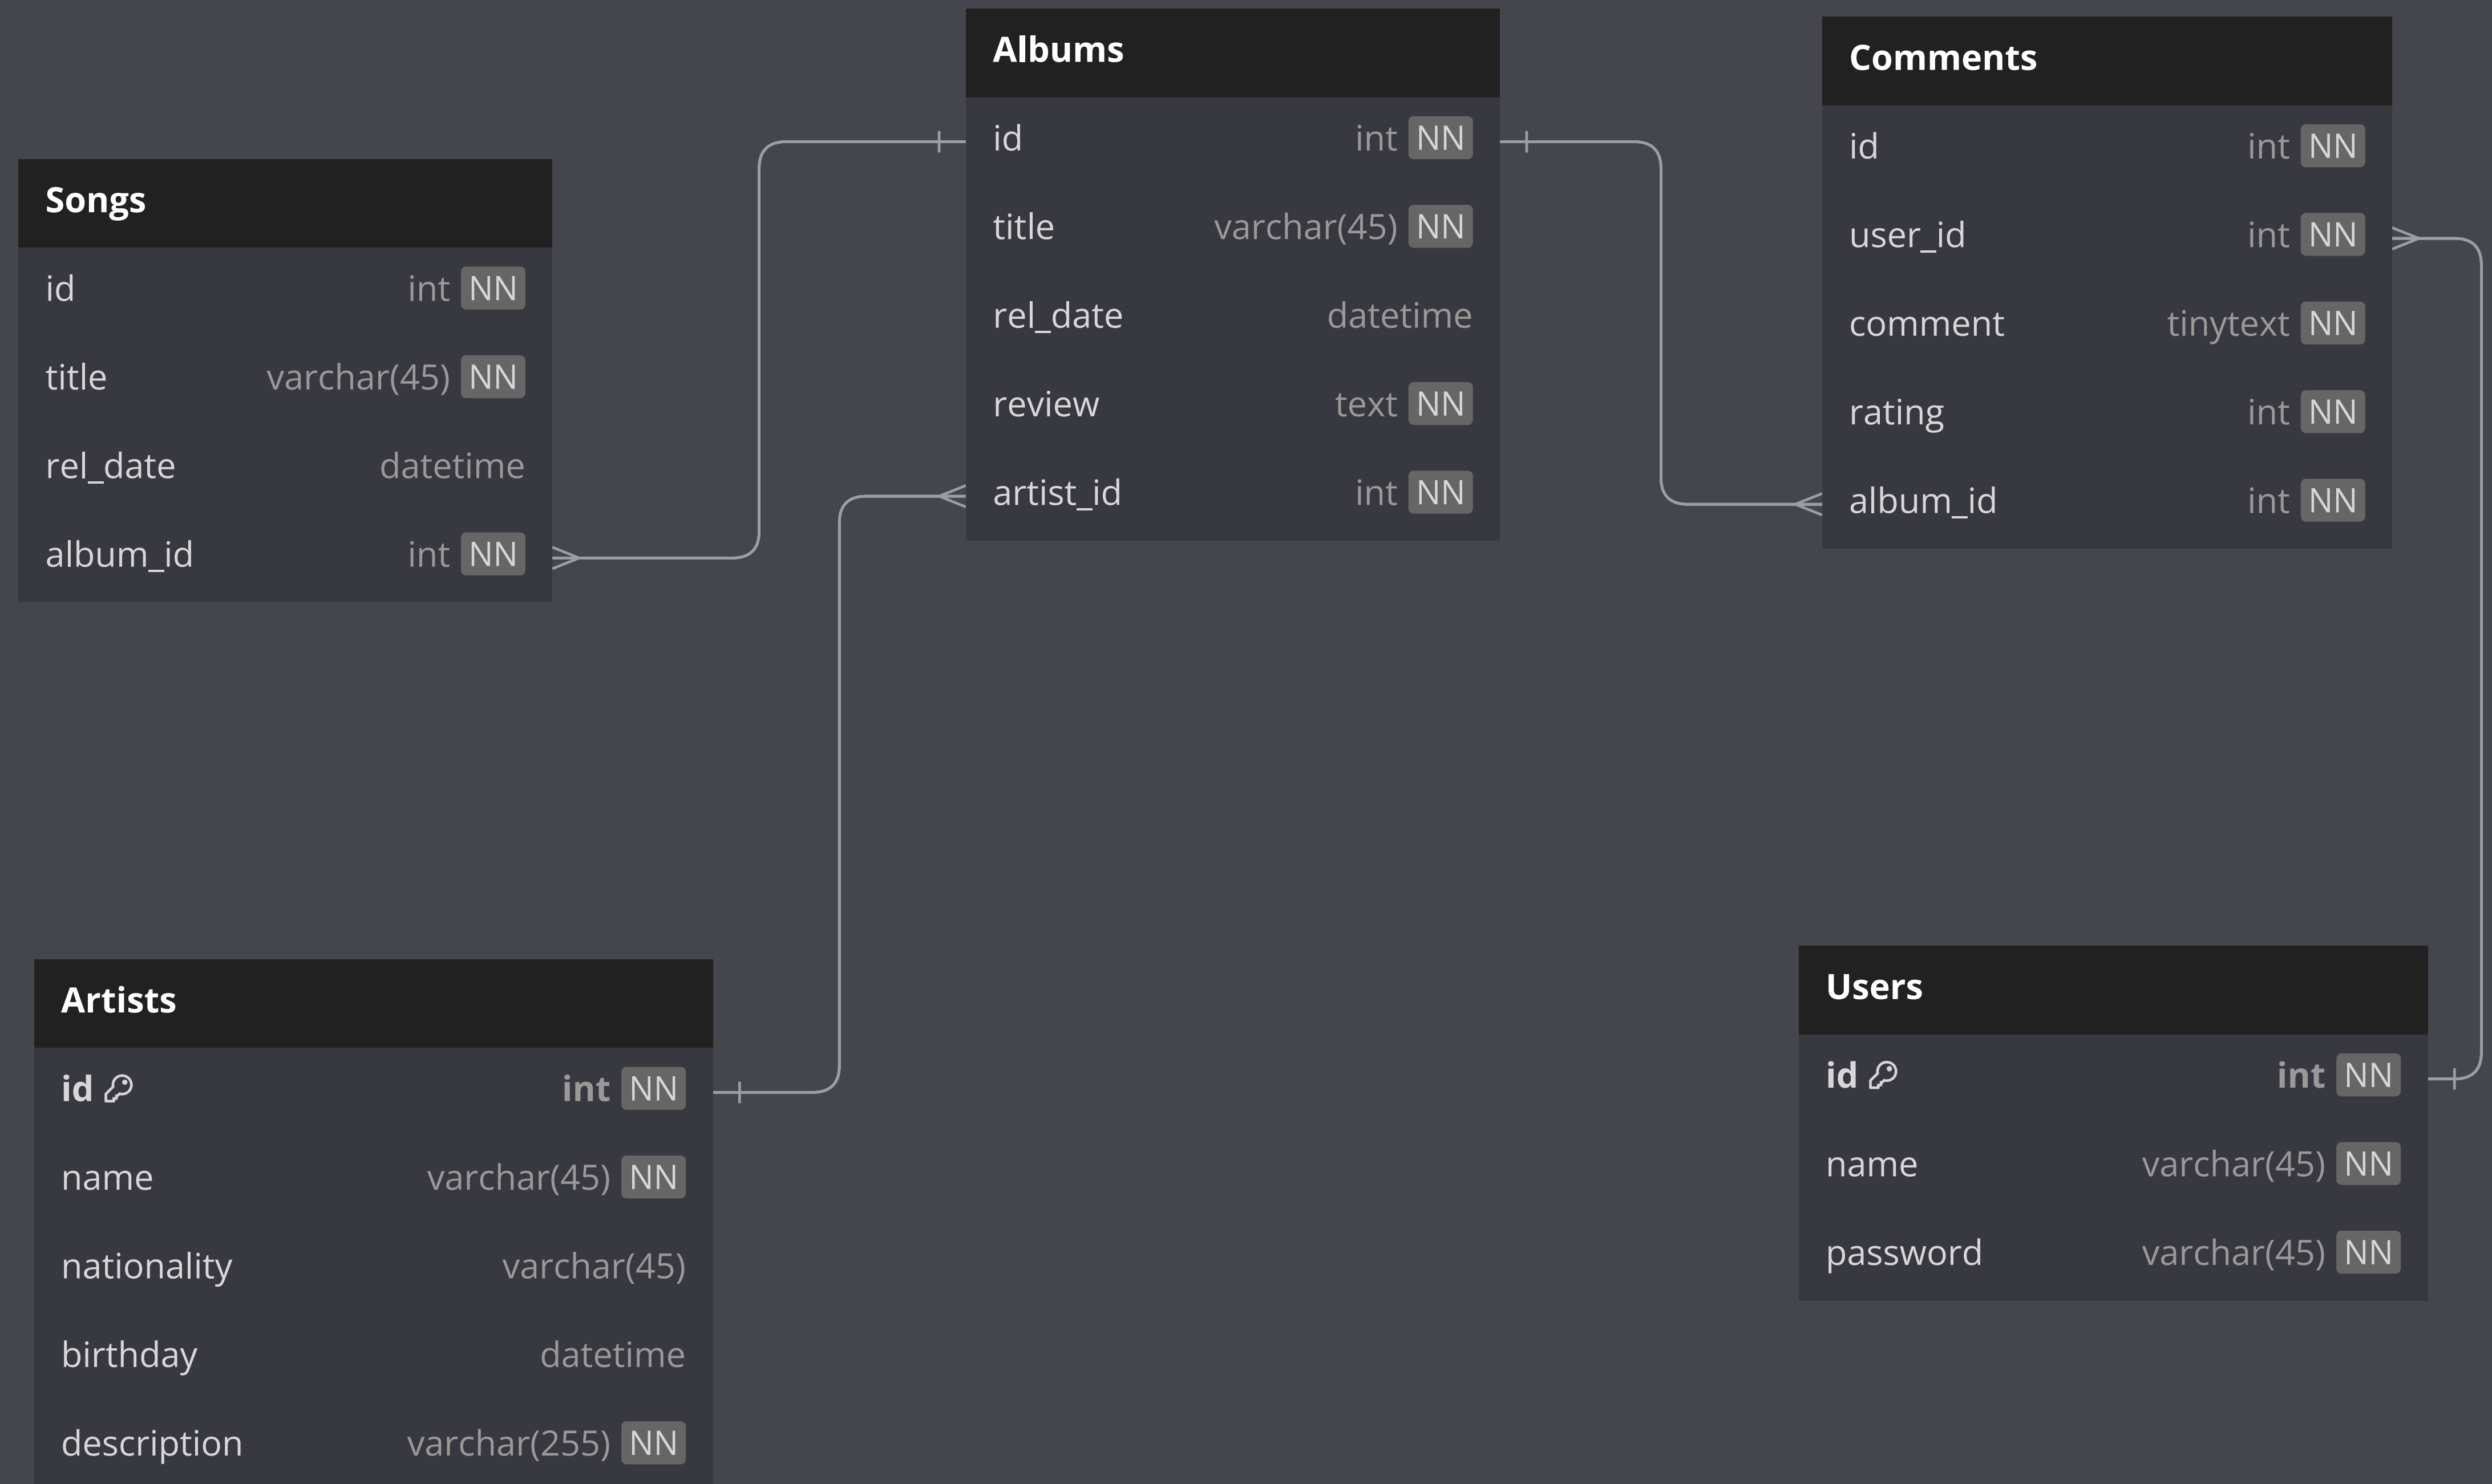 Songs
id int NN
title varchar(45) NN
rel_date datetime
album_id int NN
Albums
id int NN
title varchar(45) NN
rel_date datetime
review text NN
artist_id int NN
Comments
id int NN
user_id int NN
comment tinytext NN
rating int NN
album_id int NN
Artists
id int NN
name varchar(45) NN
nationality varchar(45)
birthday datetime
description varchar(255) NN
Users
id int NN
name varchar(45) NN
password varchar(45) NN